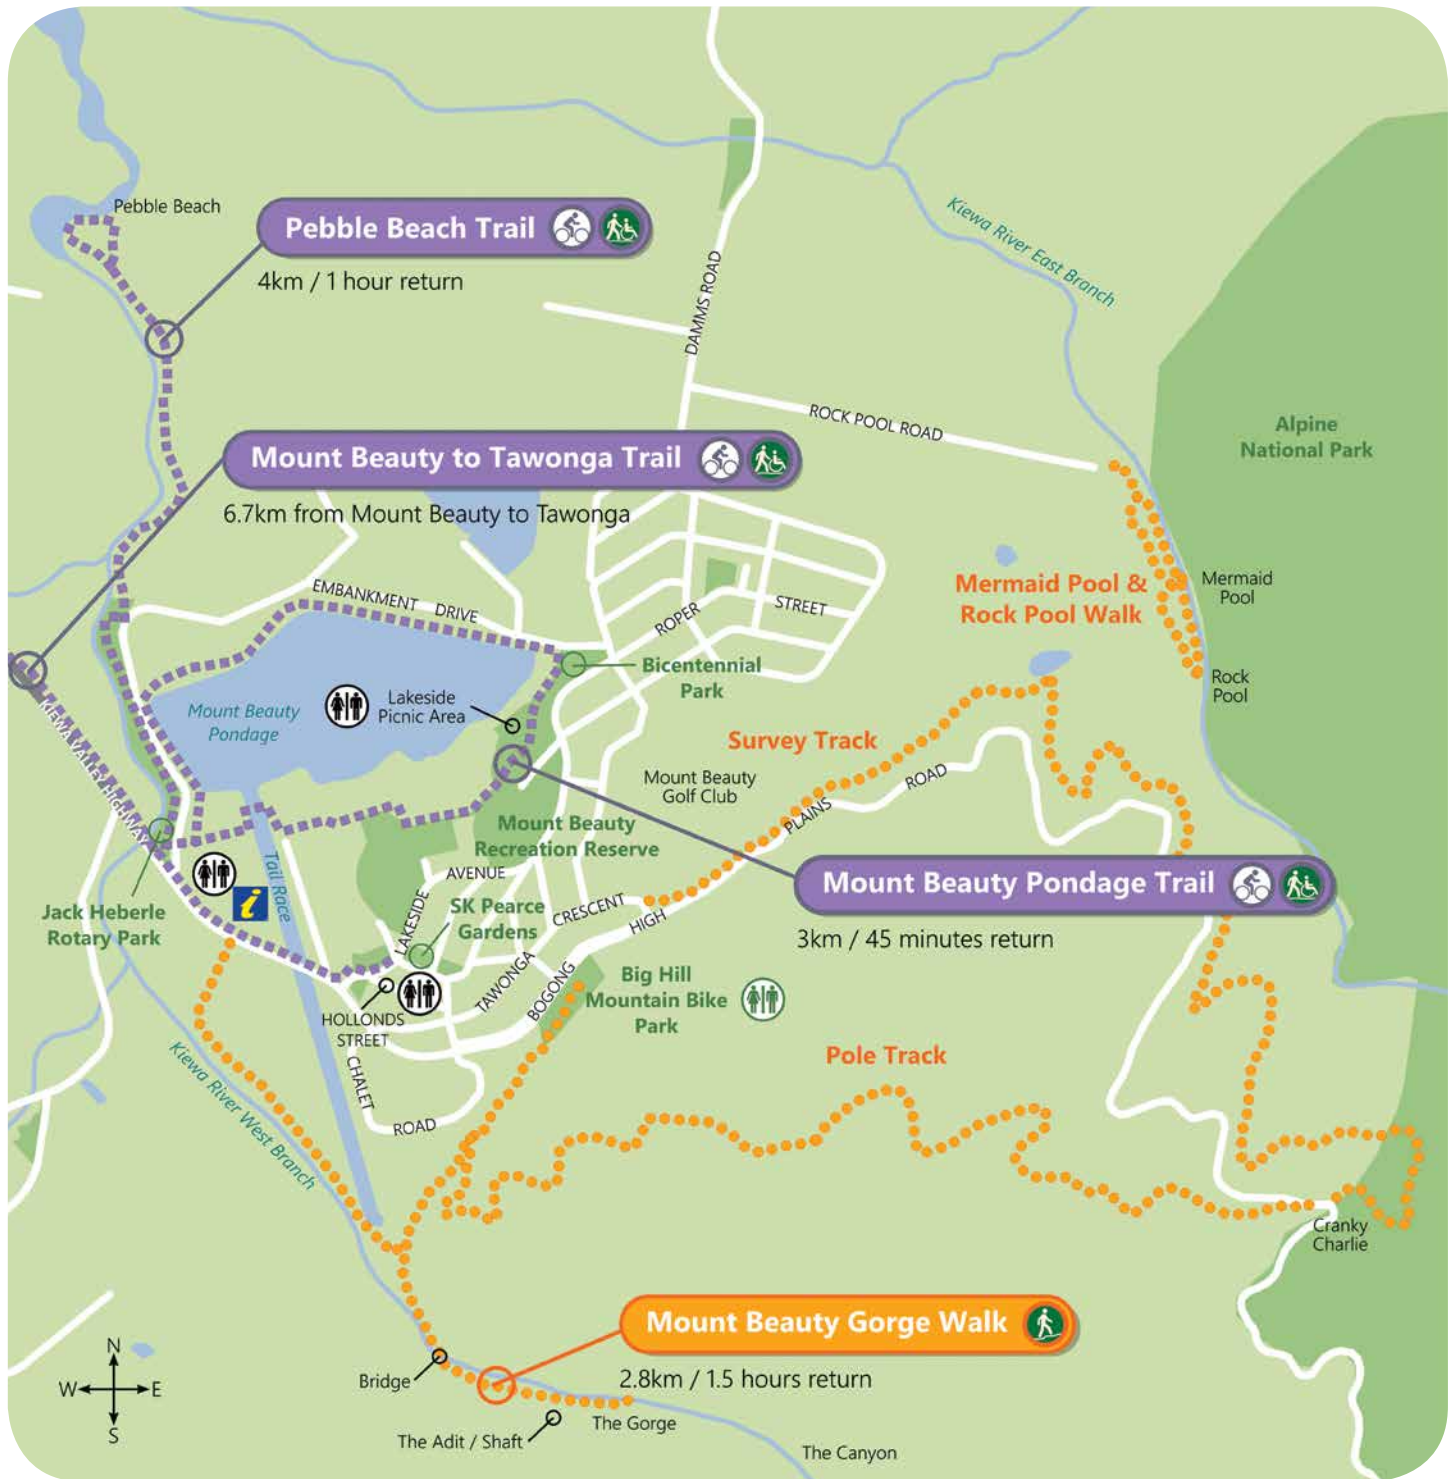 Pebble Beach
Pebble Beach Trail
4km / 1 hour return
Kiewa River East Branch
DAMMS ROAD
ROCK POOL ROAD
Alpine
National Park
Mount Beauty to Tawonga Trail
6.7km from Mount Beauty to Tawonga
EMBANKMENT DRIVE
ROPER
STREET
Mermaid Pool &
Rock Pool Walk
Mermaid
Pool
Rock
Pool
Bicentennial
Park
Lakeside
Picnic Area
Mount Beauty
Pondage
KIEWA VALLEY HIGHWAY
Survey Track
Mount Beauty
Golf Club
PLAINS
ROAD
Mount Beauty
Recreation Reserve
Tail Race
i
AVENUE
LAKESIDE
SK Pearce
Gardens
CRESCENT
HIGH
Mount Beauty Pondage Trail
3km / 45 minutes return
Jack Heberle
Rotary Park
TAWONGA
BOGONG
Big Hill
Mountain Bike
Park
HOLLONDS
STREET
CHALET
ROAD
Kiewa River West Branch
Pole Track
Cranky
Charlie
Mount Beauty Gorge Walk
2.8km / 1.5 hours return
Bridge
The Adit / Shaft
The Gorge
The Canyon
N
W E
S